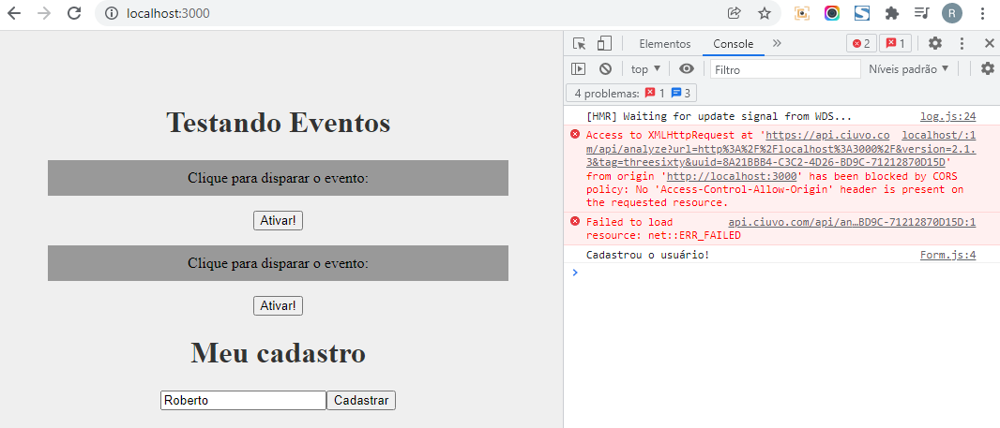 localhost:3000
R
Elementos
Console
2
1
top
Filtro
Níveis padrão
4 problemas:
1
3
Testando Eventos
Clique para disparar o evento:
Ativar!
Clique para disparar o evento:
Ativar!
Meu cadastro
Roberto
Cadastrar
[HMR] Waiting for update signal from WDS... log.js:24
Access to XMLHttpRequest at 'https://api.ciuvo.co localhost/:1
m/api/analyze?url=http%3A%2F%2Flocalhost%3A3000%2F&version=2.1.
3&tag=threesixty&uuid=8A21BBB4-C3C2-4D26-BD9C-71212870D15D'
from origin 'http://localhost:3000' has been blocked by CORS
policy: No 'Access-Control-Allow-Origin' header is present on
the requested resource.
Failed to load api.ciuvo.com/api/an…BD9C-71212870D15D:1
resource: net::ERR_FAILED
Cadastrou o usuário! Form.js:4